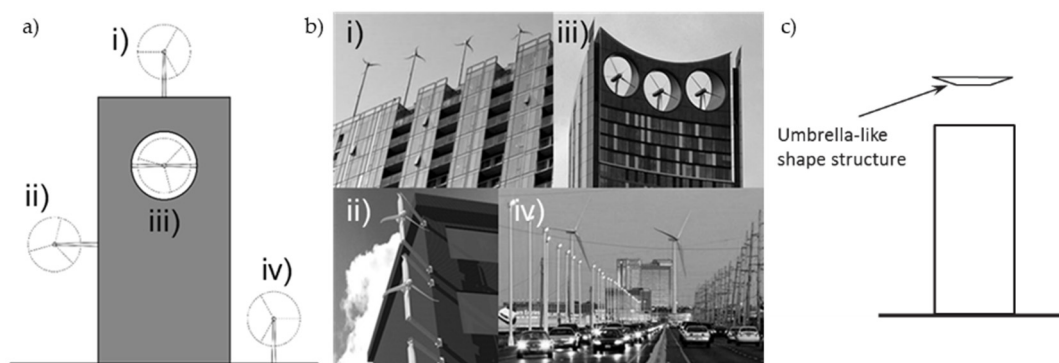 a)
i)
ii)
iii)
iv)
b)
i)
iii)
ii)
iv)
c)
Umbrella-like
shape structure